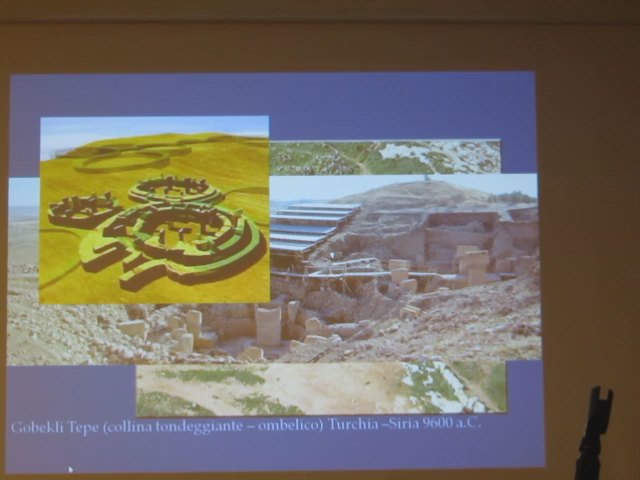 Gobekli Tepe (collina tondeggiante – ombelico) Turchia –Siria 9600 a.C.